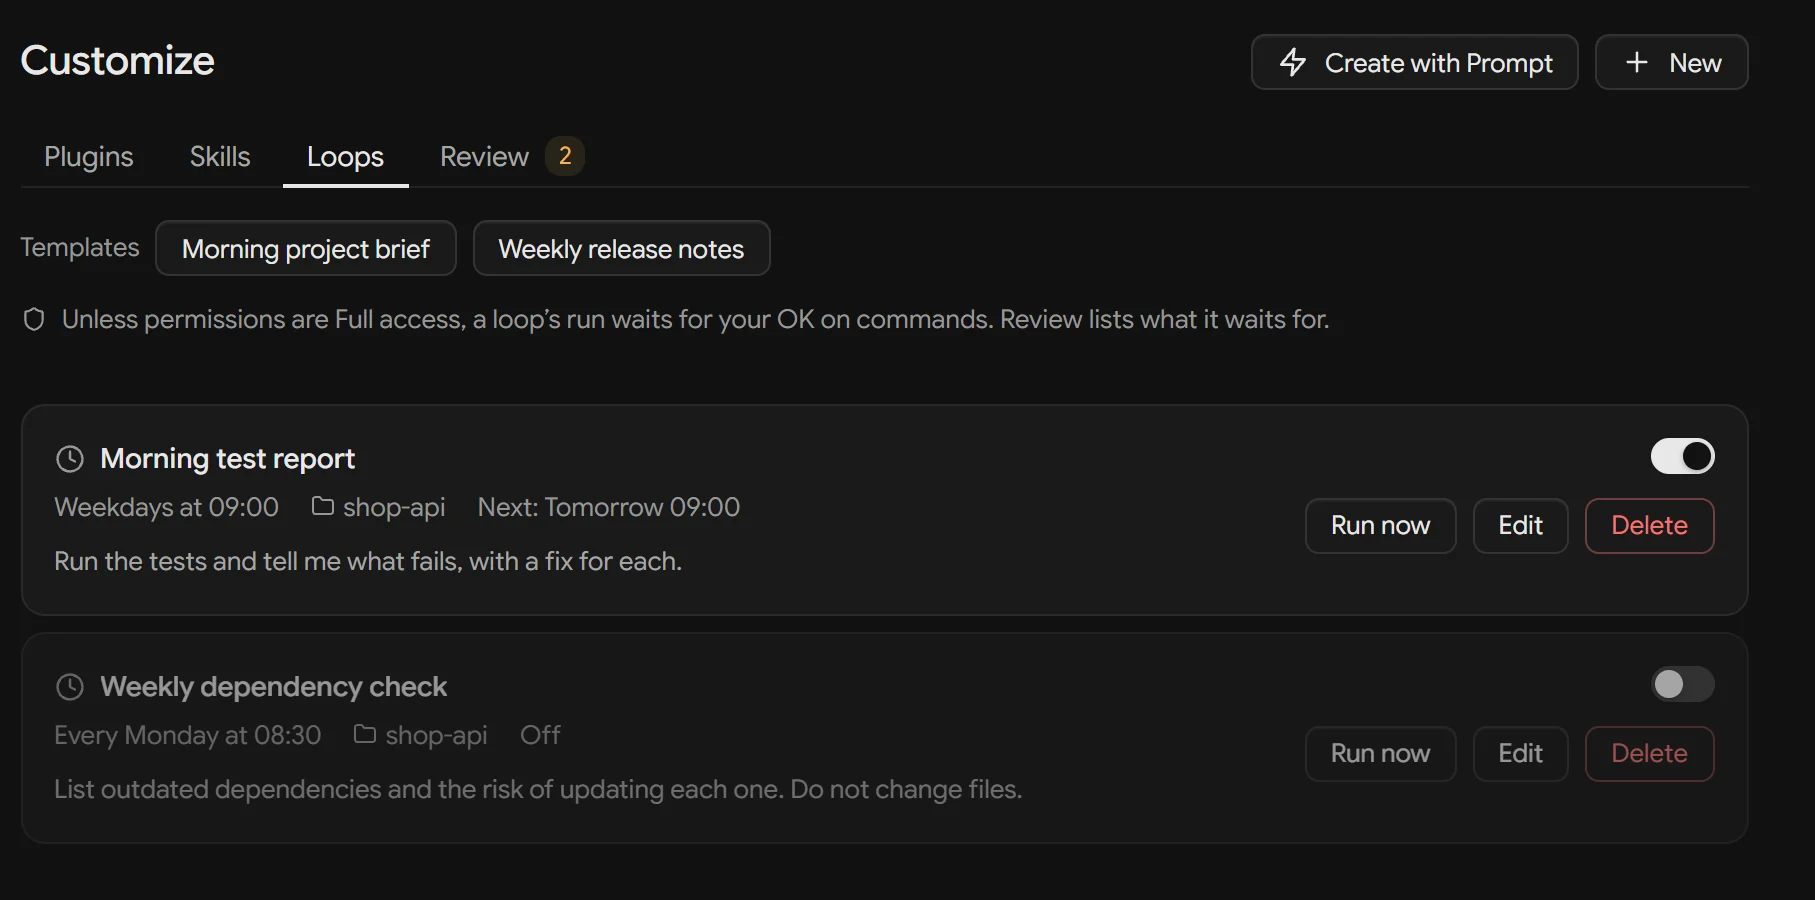 Customize
Create with Prompt
New
Plugins
Skills
Loops
Review 2
Templates
Morning project brief
Weekly release notes
Unless permissions are Full access, a loop’s run waits for your OK on commands. Review lists what it waits for.
Morning test report
Weekdays at 09:00 shop-api Next: Tomorrow 09:00
Run now
Edit
Delete
Run the tests and tell me what fails, with a fix for each.
Weekly dependency check
Every Monday at 08:30 shop-api Off
Run now
Edit
Delete
List outdated dependencies and the risk of updating each one. Do not change files.